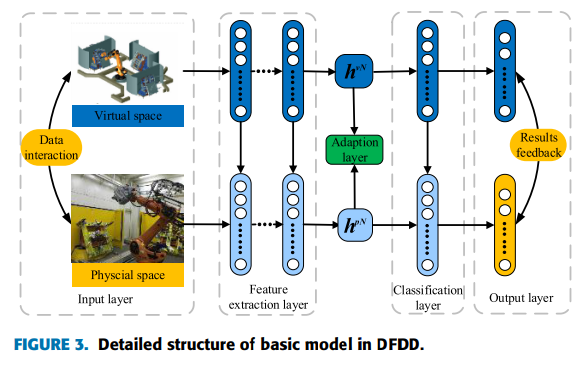 Virtual space
Data
interaction
Physcial space
Input layer
Feature
extraction layer
h^vN
Adaption
layer
h^pN
Classification
layer
Results
feedback
Output layer
FIGURE 3. Detailed structure of basic model in DFDD.